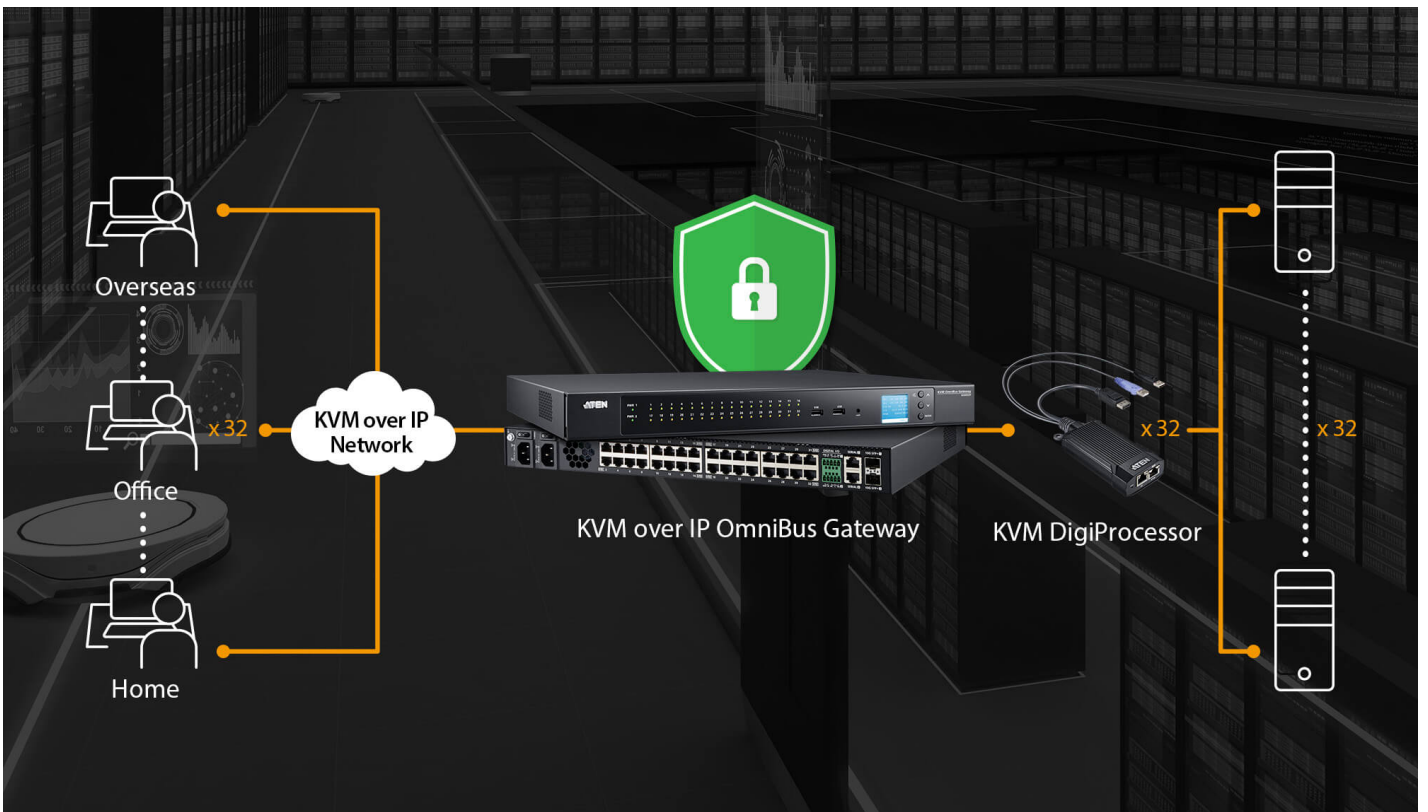 Overseas
x 32
Office
Home
KVM over IP
Network
ATEN
KVM over IP OmniBus Gateway
ATEN
KVM DigiProcessor
x 32
x 32